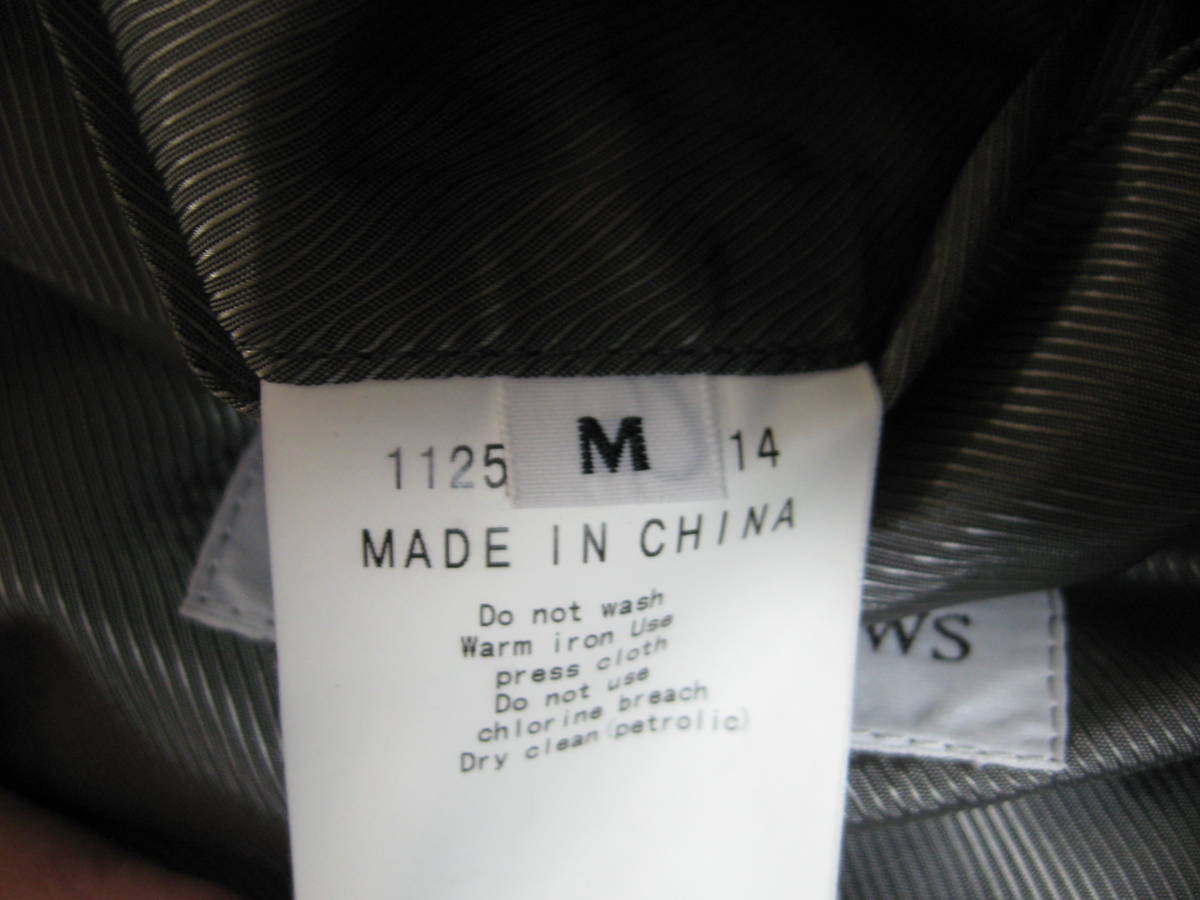 1125 M 14
MADE IN CHINA
Do not wash
Warm iron Use
press cloth
Do not use
chlorine breach
Dry clean(petrolic)
WS